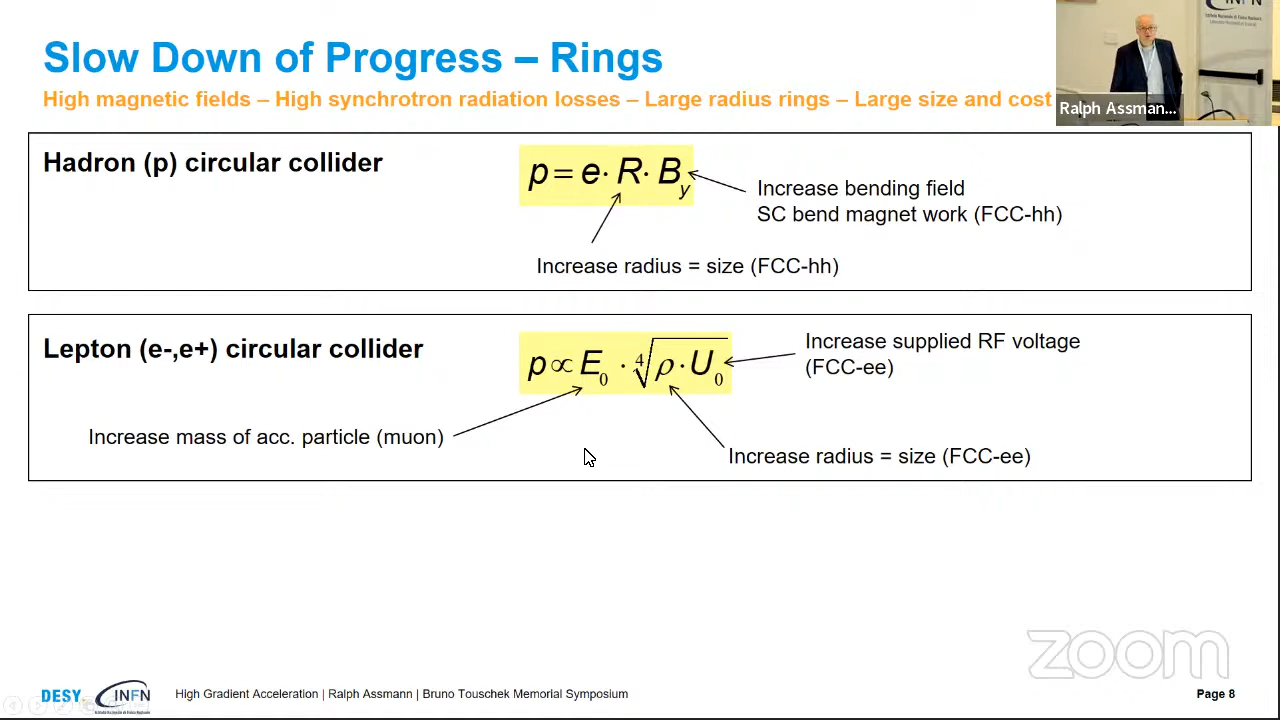 Slow Down of Progress – Rings
High magnetic fields – High synchrotron radiation losses – Large radius rings – Large size and cost
INFN
Ralph Assman...
Hadron (p) circular collider
p = e · R · B_y
Increase bending field
SC bend magnet work (FCC-hh)
Increase radius = size (FCC-hh)
Lepton (e-,e+) circular collider
p ∝ E_0 · ∜(ρ · U_0)
Increase supplied RF voltage
(FCC-ee)
Increase mass of acc. particle (muon)
Increase radius = size (FCC-ee)
zoom
DESY.
INFN
High Gradient Acceleration | Ralph Assmann | Bruno Touschek Memorial Symposium
Page 8